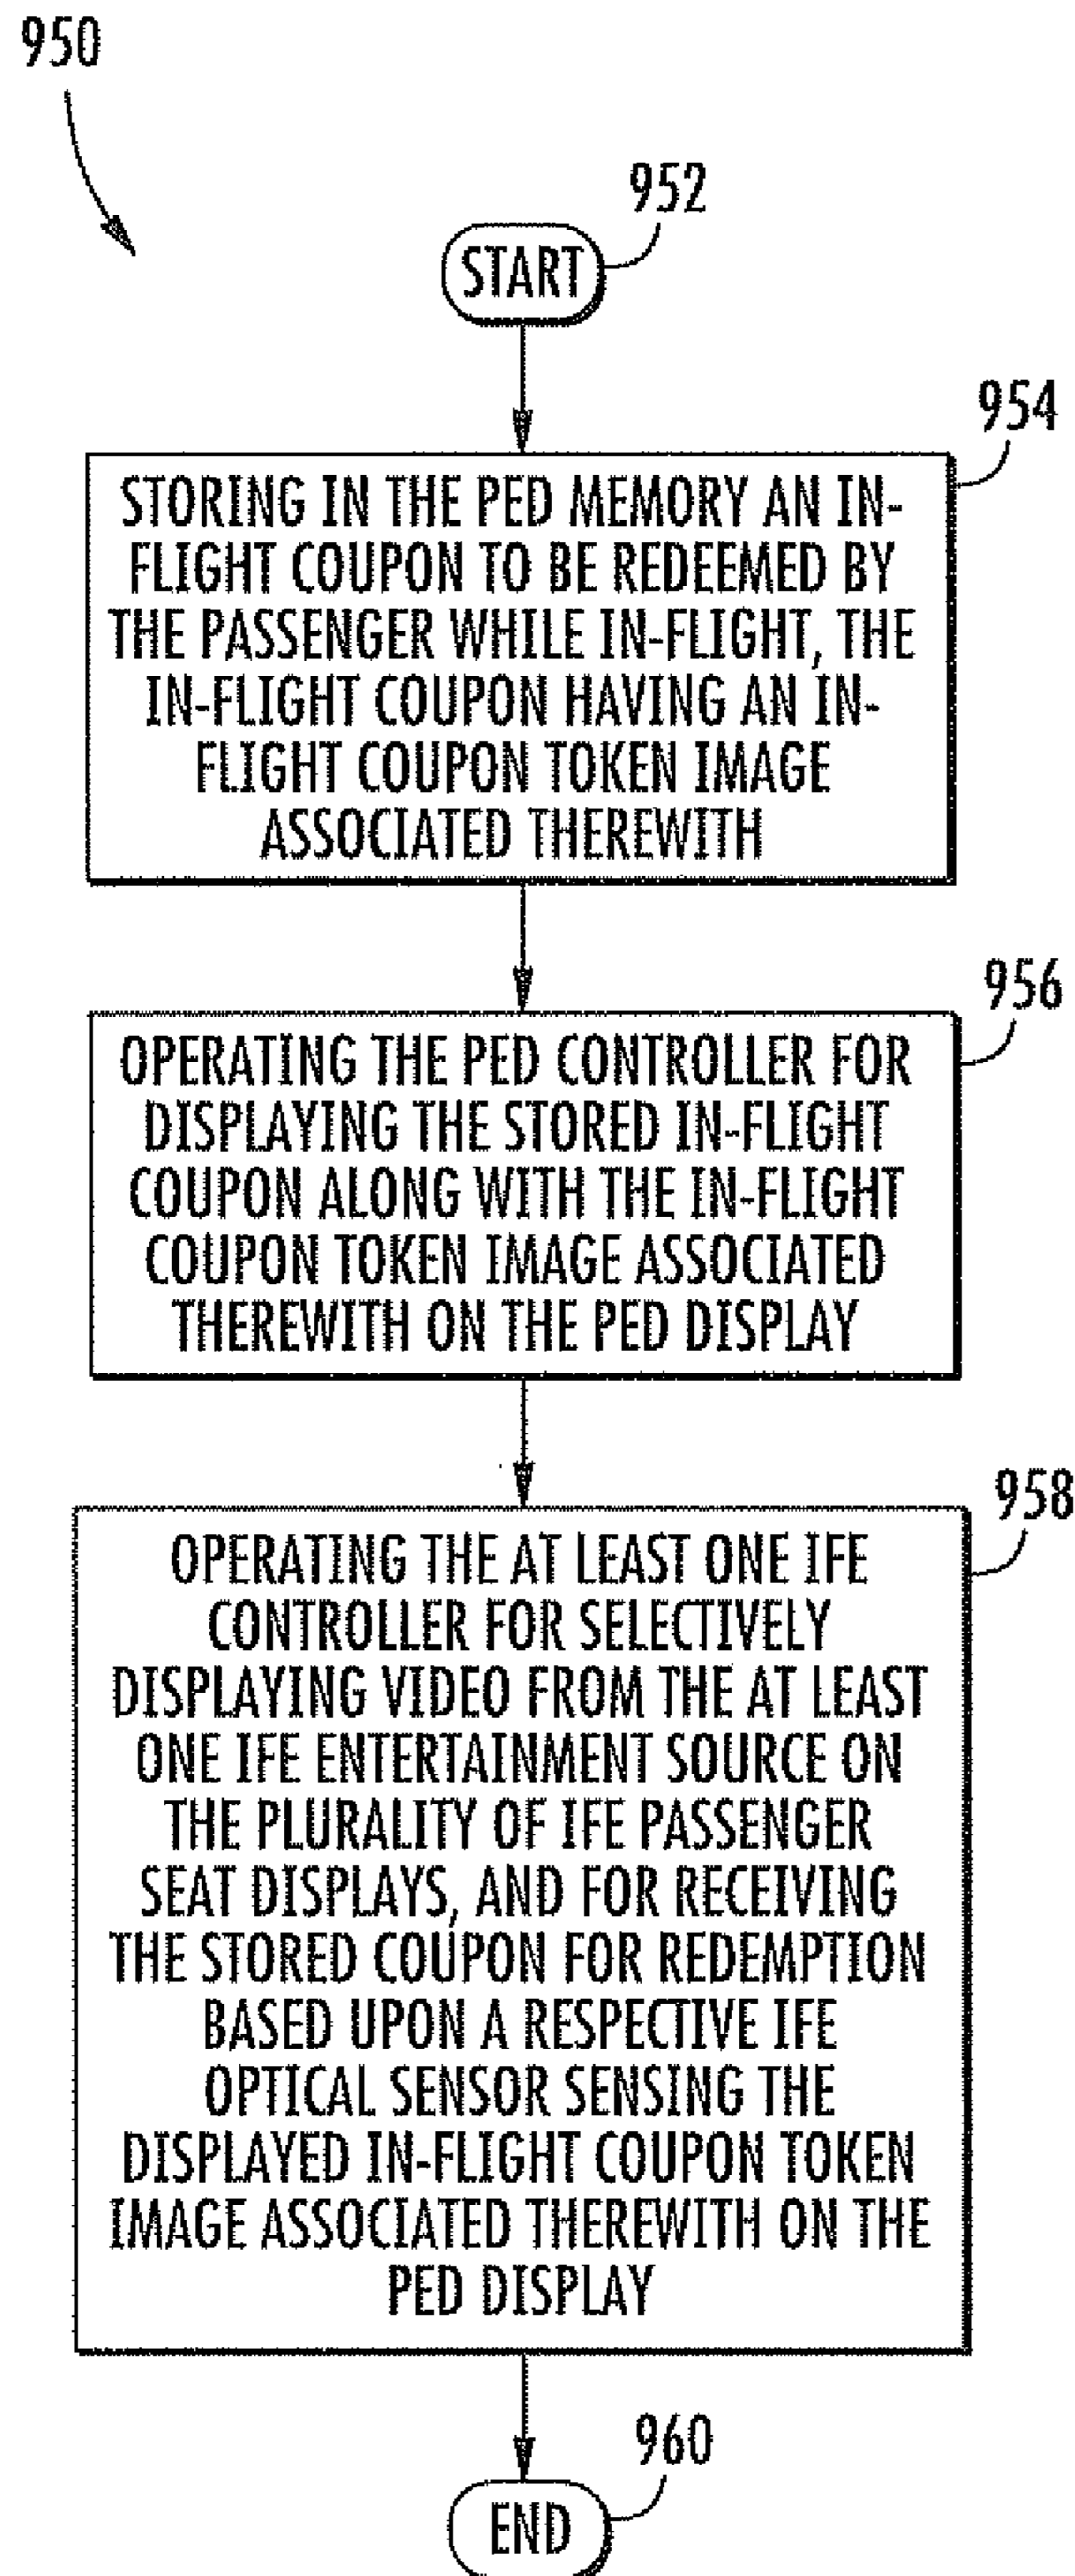 950
952
START
954
STORING IN THE PED MEMORY AN IN-
FLIGHT COUPON TO BE REDEEMED BY
THE PASSENGER WHILE IN-FLIGHT, THE
IN-FLIGHT COUPON HAVING AN IN-
FLIGHT COUPON TOKEN IMAGE
ASSOCIATED THEREWITH
956
OPERATING THE PED CONTROLLER FOR
DISPLAYING THE STORED IN-FLIGHT
COUPON ALONG WITH THE IN-FLIGHT
COUPON TOKEN IMAGE ASSOCIATED
THEREWITH ON THE PED DISPLAY
958
OPERATING THE AT LEAST ONE IFE
CONTROLLER FOR SELECTIVELY
DISPLAYING VIDEO FROM THE AT LEAST
ONE IFE ENTERTAINMENT SOURCE ON
THE PLURALITY OF IFE PASSENGER
SEAT DISPLAYS, AND FOR RECEIVING
THE STORED COUPON FOR REDEMPTION
BASED UPON A RESPECTIVE IFE
OPTICAL SENSOR SENSING THE
DISPLAYED IN-FLIGHT COUPON TOKEN
IMAGE ASSOCIATED THEREWITH ON THE
PED DISPLAY
960
END